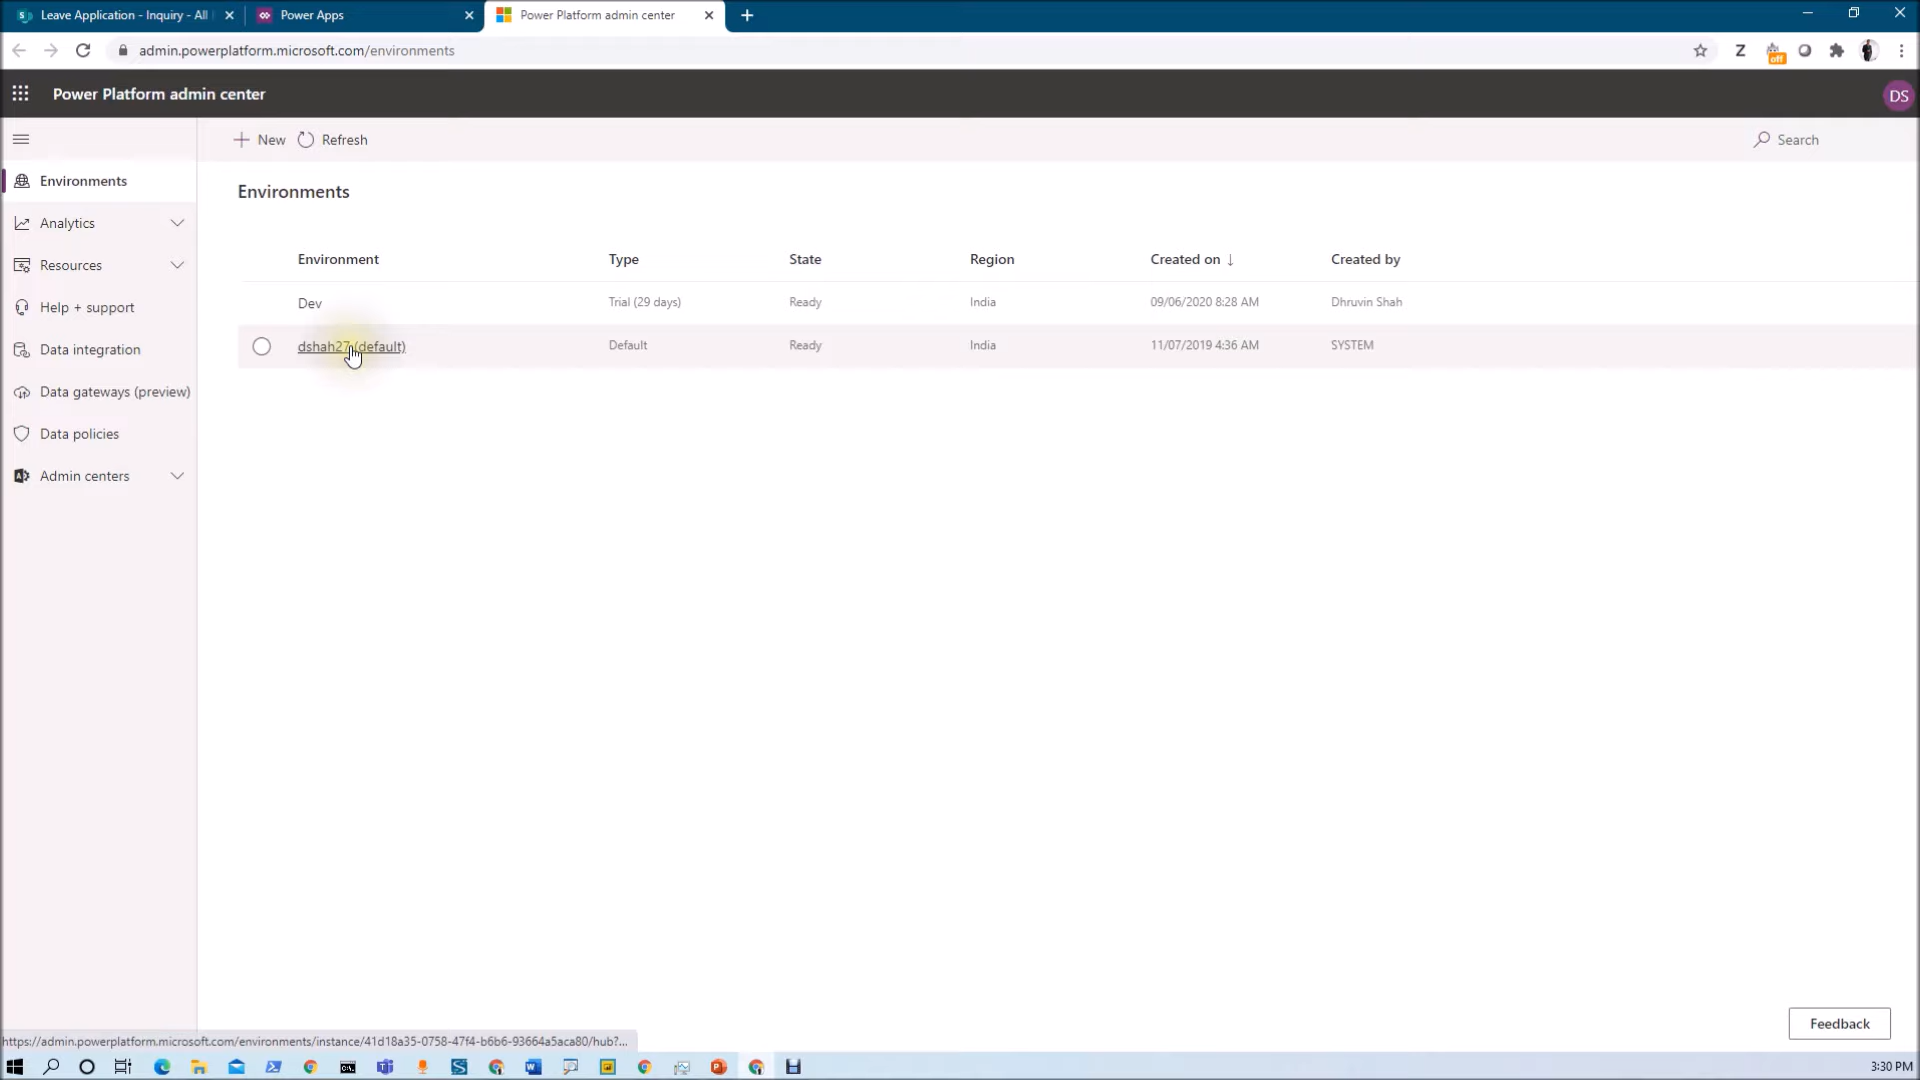 Leave Application - Inquiry - All
Power Apps
Power Platform admin center
admin.powerplatform.microsoft.com/environments
Z
off
Power Platform admin center
DS
New
Refresh
Search
Environments
Analytics
Resources
Help + support
Data integration
Data gateways (preview)
Data policies
Admin centers
Environments
Environment Type State Region Created on ↓ Created by
Dev Trial (29 days) Ready India 09/06/2020 8:28 AM Dhruvin Shah
dshah27 (default) Default Ready India 11/07/2019 4:36 AM SYSTEM
Feedback
https://admin.powerplatform.microsoft.com/environments/instance/41d18a35-0758-47f4-b6b6-93664a5aca80/hub?...
3:30 PM